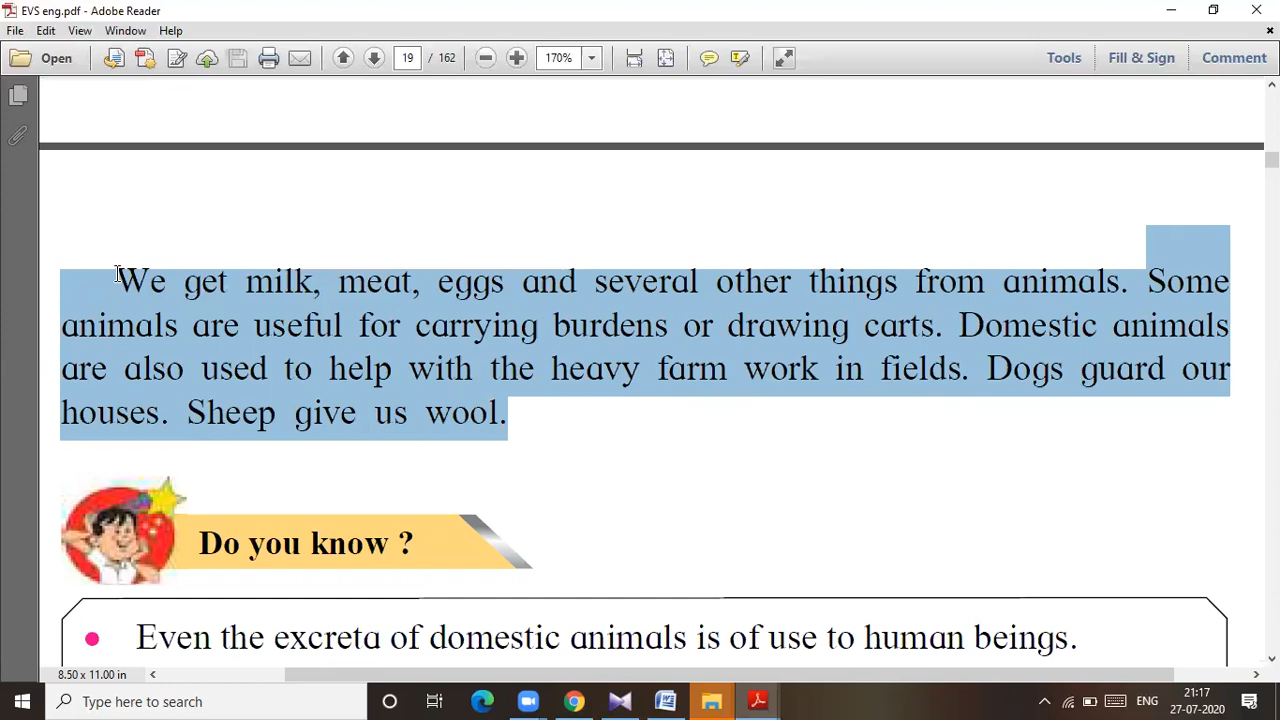 EVS eng.pdf - Adobe Reader
File Edit View Window Help
Open 19 / 162 170% Tools Fill & Sign Comment
We get milk, meat, eggs and several other things from animals. Some
animals are useful for carrying burdens or drawing carts. Domestic animals
are also used to help with the heavy farm work in fields. Dogs guard our
houses. Sheep give us wool.
Do you know ?
Even the excreta of domestic animals is of use to human beings.
8.50 x 11.00 in
Type here to search
ENG
21:17
27-07-2020